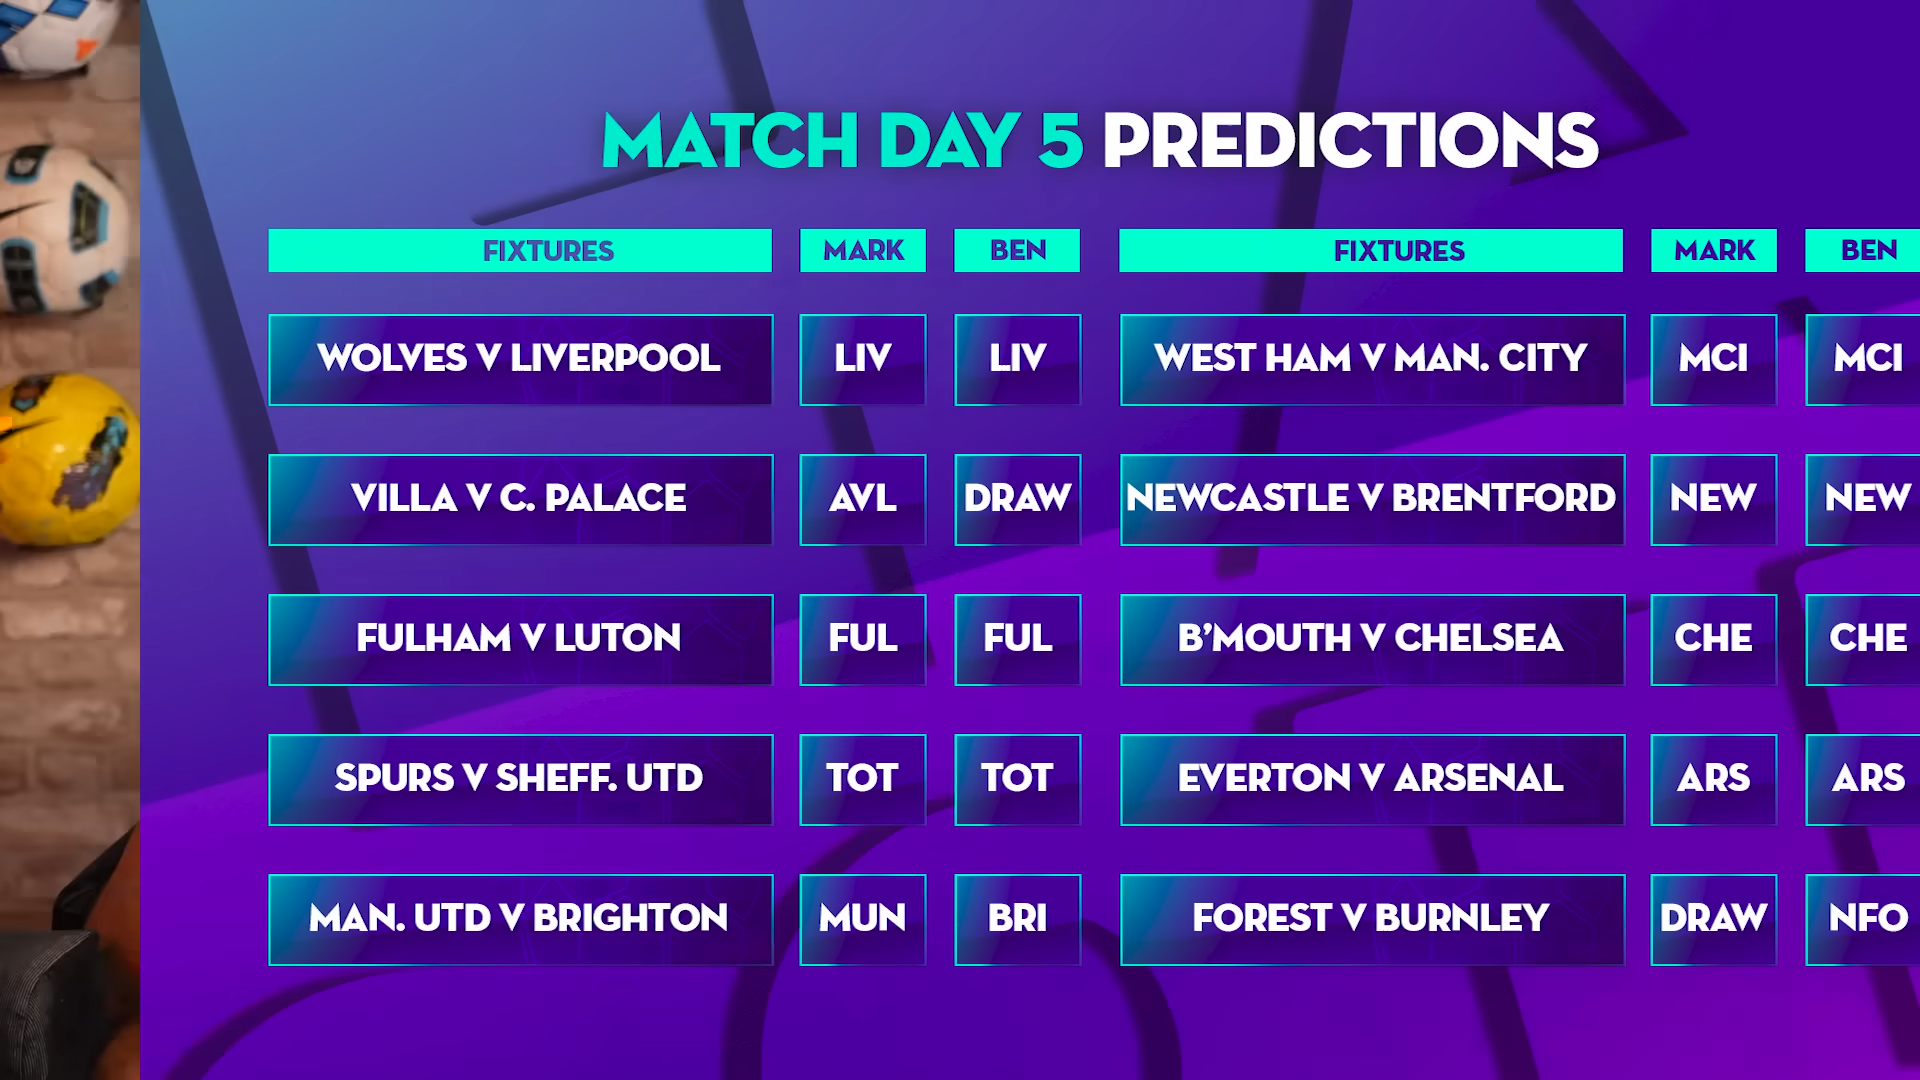 MATCH DAY 5 PREDICTIONS
FIXTURES MARK BEN FIXTURES MARK BEN
WOLVES V LIVERPOOL LIV LIV WEST HAM V MAN. CITY MCI MCI
VILLA V C. PALACE AVL DRAW NEWCASTLE V BRENTFORD NEW NEW
FULHAM V LUTON FUL FUL B’MOUTH V CHELSEA CHE CHE
SPURS V SHEFF. UTD TOT TOT EVERTON V ARSENAL ARS ARS
MAN. UTD V BRIGHTON MUN BRI FOREST V BURNLEY DRAW NFO